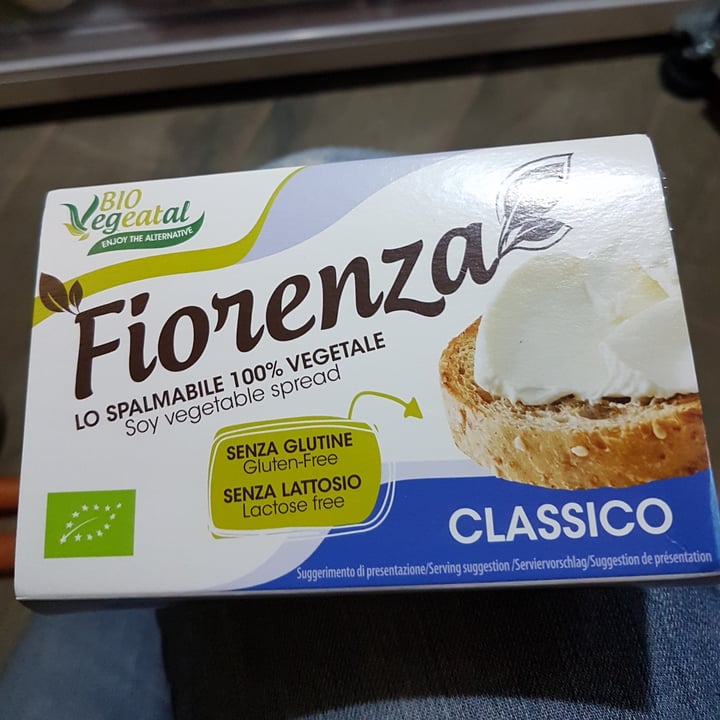 BIO
Vegeatal
ENJOY THE ALTERNATIVE
Fiorenza
LO SPALMABILE 100% VEGETALE
Soy vegetable spread
SENZA GLUTINE
Gluten-Free
SENZA LATTOSIO
Lactose free
CLASSICO
Suggerimento di presentazione/Serving suggestion /Serviervorschlag/Suggestion de présentation